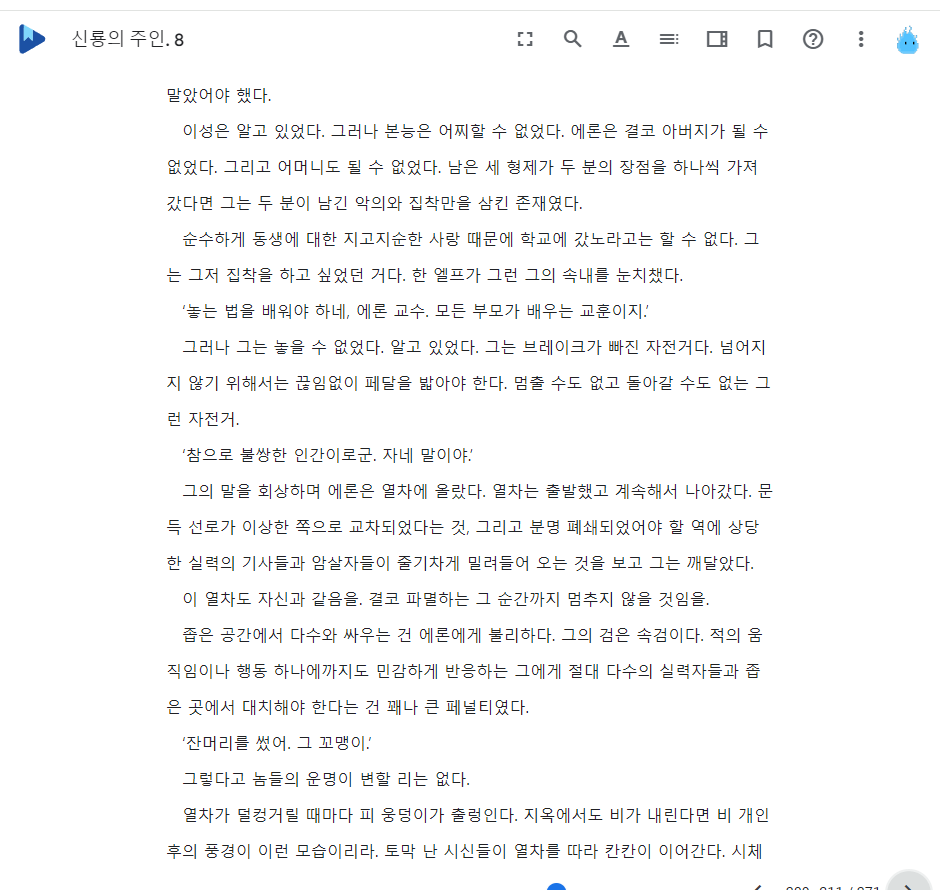 신룡의 주인. 8
말았어야 했다.
이성은 알고 있었다. 그러나 본능은 어찌할 수 없었다. 에론은 결코 아버지가 될 수
없었다. 그리고 어머니도 될 수 없었다. 남은 세 형제가 두 분의 장점을 하나씩 가져
갔다면 그는 두 분이 남긴 악의와 집착만을 삼킨 존재였다.
순수하게 동생에 대한 지고지순한 사랑 때문에 학교에 갔노라고는 할 수 없다. 그
는 그저 집착을 하고 싶었던 거다. 한 엘프가 그런 그의 속내를 눈치챘다.
‘놓는 법을 배워야 하네, 에론 교수. 모든 부모가 배우는 교훈이지.’
그러나 그는 놓을 수 없었다. 알고 있었다. 그는 브레이크가 빠진 자전거다. 넘어지
지 않기 위해서는 끊임없이 페달을 밟아야 한다. 멈출 수도 없고 돌아갈 수도 없는 그
런 자전거.
‘참으로 불쌍한 인간이로군. 자네 말이야.’
그의 말을 회상하며 에론은 열차에 올랐다. 열차는 출발했고 계속해서 나아갔다. 문
득 선로가 이상한 쪽으로 교차되었다는 것, 그리고 분명 폐쇄되었어야 할 역에 상당
한 실력의 기사들과 암살자들이 줄기차게 밀려들어 오는 것을 보고 그는 깨달았다.
이 열차도 자신과 같음을. 결코 파멸하는 그 순간까지 멈추지 않을 것임을.
좁은 공간에서 다수와 싸우는 건 에론에게 불리하다. 그의 검은 속검이다. 적의 움
직임이나 행동 하나에까지도 민감하게 반응하는 그에게 절대 다수의 실력자들과 좁
은 곳에서 대치해야 한다는 건 꽤나 큰 페널티였다.
‘잔머리를 썼어. 그 꼬맹이.’
그렇다고 놈들의 운명이 변할 리는 없다.
열차가 덜컹거릴 때마다 피 웅덩이가 출렁인다. 지옥에서도 비가 내린다면 비 개인
후의 풍경이 이런 모습이리라. 토막 난 시신들이 열차를 따라 칸칸이 이어간다. 시체